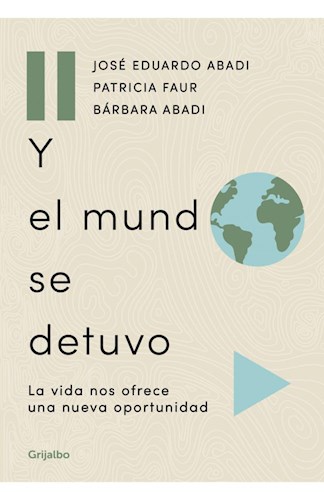 JOSÉ EDUARDO ABADI
PATRICIA FAUR
BÁRBARA ABADI
Y
el mund
se
detuvo
La vida nos ofrece
una nueva oportunidad
Grijalbo